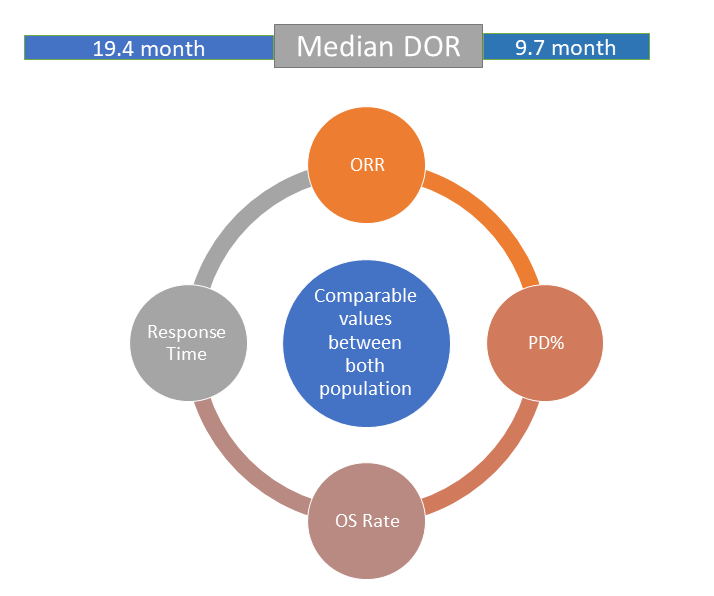 19.4 month
Median DOR
9.7 month
ORR
Comparable
values
between
both
population
Response
Time
PD%
OS Rate